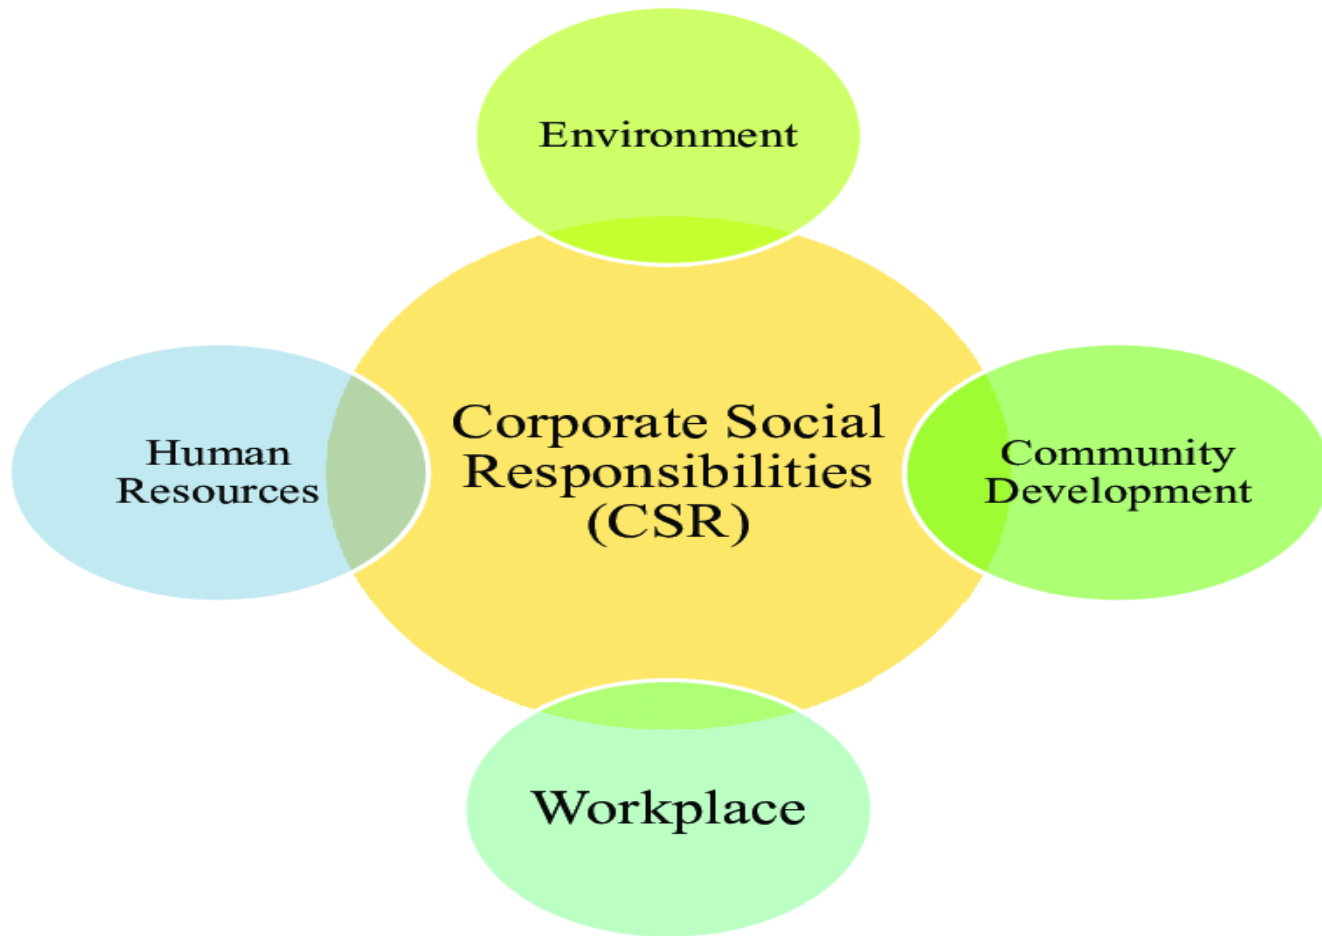 Environment
Human
Resources
Corporate Social
Responsibilities
(CSR)
Community
Development
Workplace